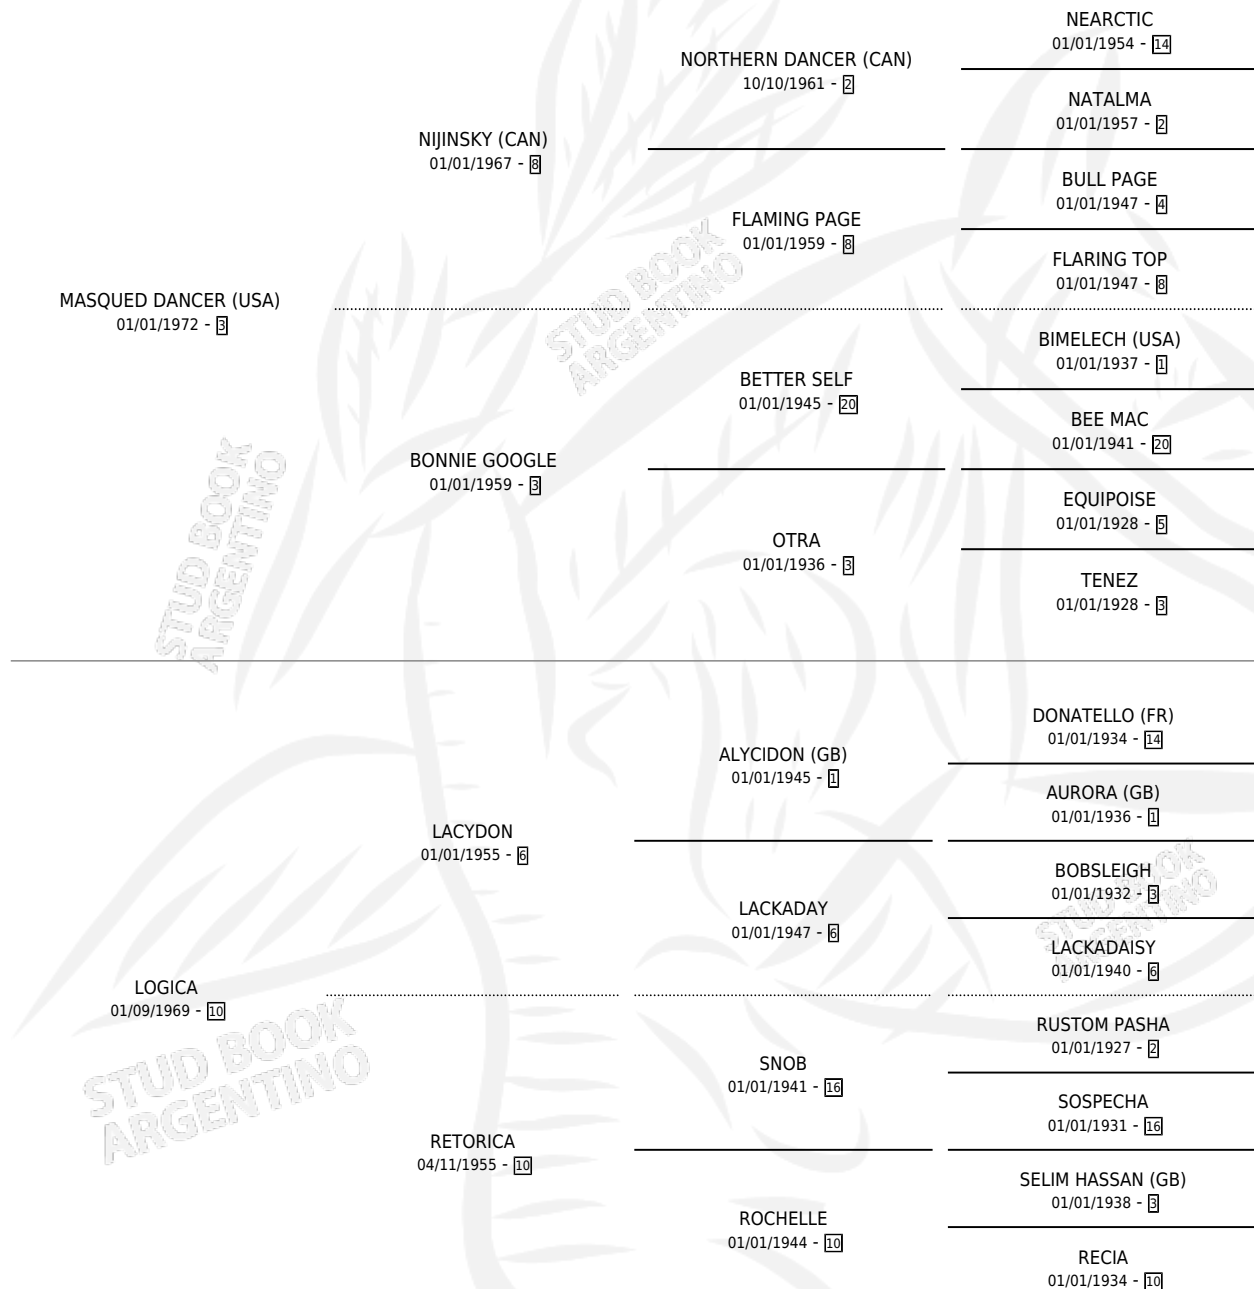 NEARCTIC
01/01/1954 - 14
NORTHERN DANCER (CAN)
10/10/1961 - 2
NATALMA
01/01/1957 - 2
NIJINSKY (CAN)
01/01/1967 - 8
BULL PAGE
01/01/1947 - 4
FLAMING PAGE
01/01/1959 - 8
FLARING TOP
01/01/1947 - 8
MASQUED DANCER (USA)
01/01/1972 - 3
STUD BOOK
ARGENTINO
BIMELECH (USA)
01/01/1937 - 1
BETTER SELF
01/01/1945 - 20
BEE MAC
01/01/1941 - 20
BONNIE GOOGLE
01/01/1959 - 3
EQUIPOISE
01/01/1928 - 5
OTRA
01/01/1936 - 3
TENEZ
01/01/1928 - 3
STUD BOOK
ARGENTINO
DONATELLO (FR)
01/01/1934 - 14
ALYCIDON (GB)
01/01/1945 - 1
AURORA (GB)
01/01/1936 - 1
LACYDON
01/01/1955 - 6
BOBSLEIGH
01/01/1932 - 3
LACKADAY
01/01/1947 - 6
LACKADAISY
01/01/1940 - 6
STUD BOOK
ARGENTINO
LOGICA
01/09/1969 - 10
RUSTOM PASHA
01/01/1927 - 2
SNOB
01/01/1941 - 16
SOSPECHA
01/01/1931 - 16
STUD BOOK
ARGENTINO
RETORICA
04/11/1955 - 10
SELIM HASSAN (GB)
01/01/1938 - 3
ROCHELLE
01/01/1944 - 10
RECIA
01/01/1934 - 10